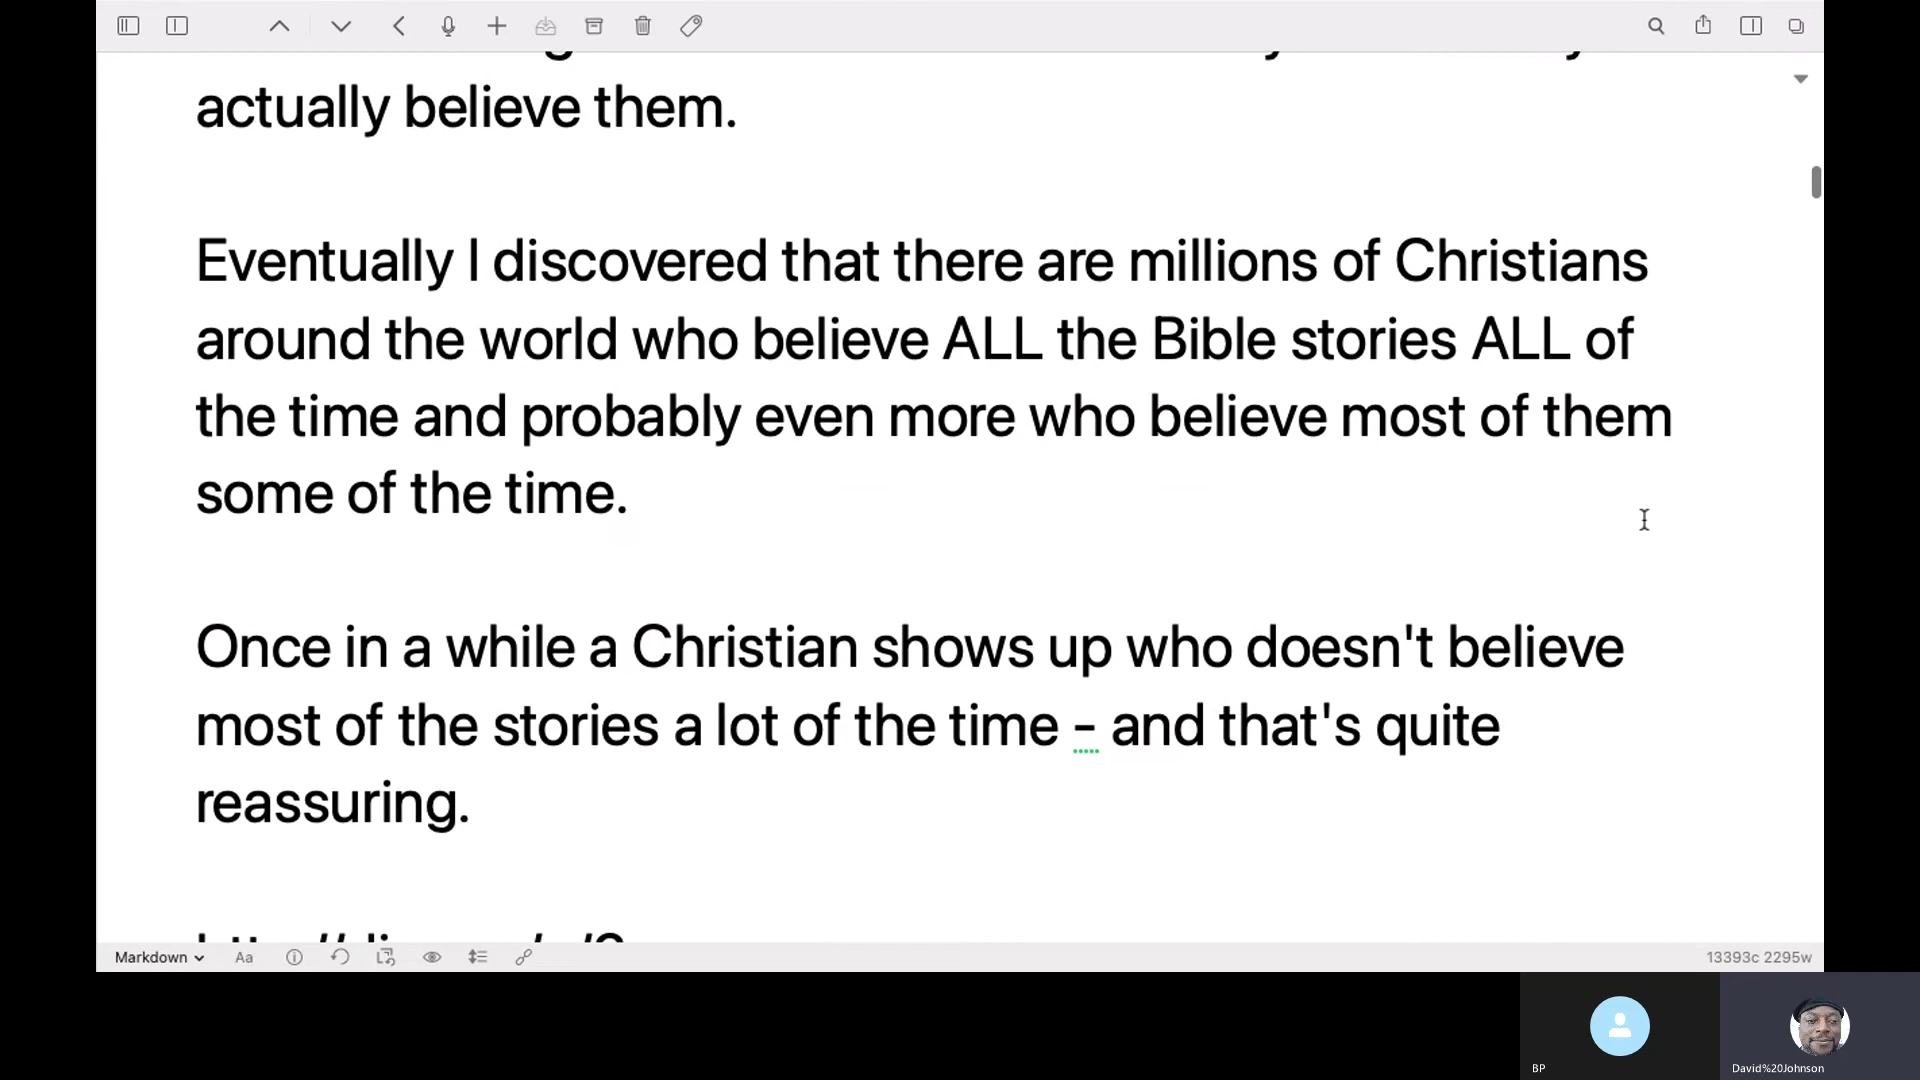 actually believe them.
Eventually I discovered that there are millions of Christians
around the world who believe ALL the Bible stories ALL of
the time and probably even more who believe most of them
some of the time.
Once in a while a Christian shows up who doesn't believe
most of the stories a lot of the time - and that's quite
reassuring.
Markdown
Aa
13393c 2295w
BP
David%20Johnson